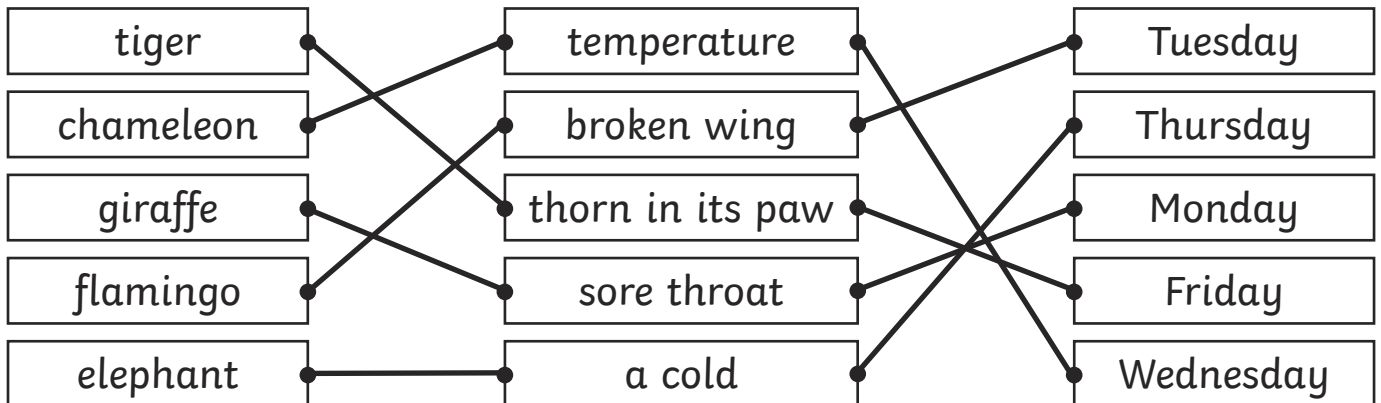 tiger temperature Tuesday
chameleon broken wing Thursday
giraffe thorn in its paw Monday
flamingo sore throat Friday
elephant a cold Wednesday